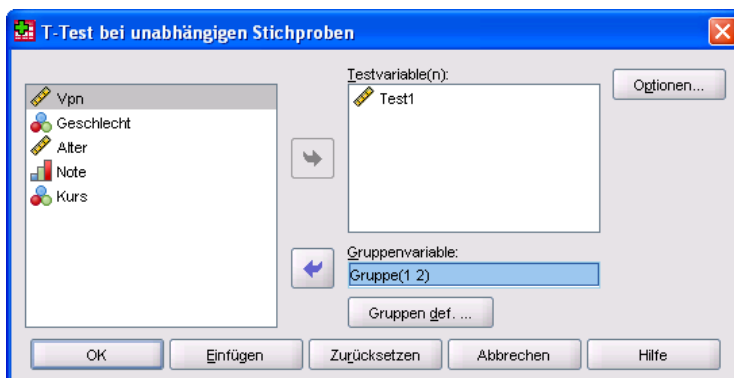 T-Test bei unabhängigen Stichproben
Vpn
Geschlecht
Alter
Note
Kurs
Testvariable(n):
Test1
Optionen...
Gruppenvariable:
Gruppe(1 2)
Gruppen def. ...
OK
Einfügen
Zurücksetzen
Abbrechen
Hilfe